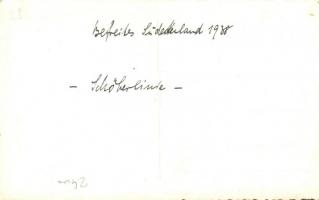 Befreites Sudetenland 1938
- Schöberlinie -